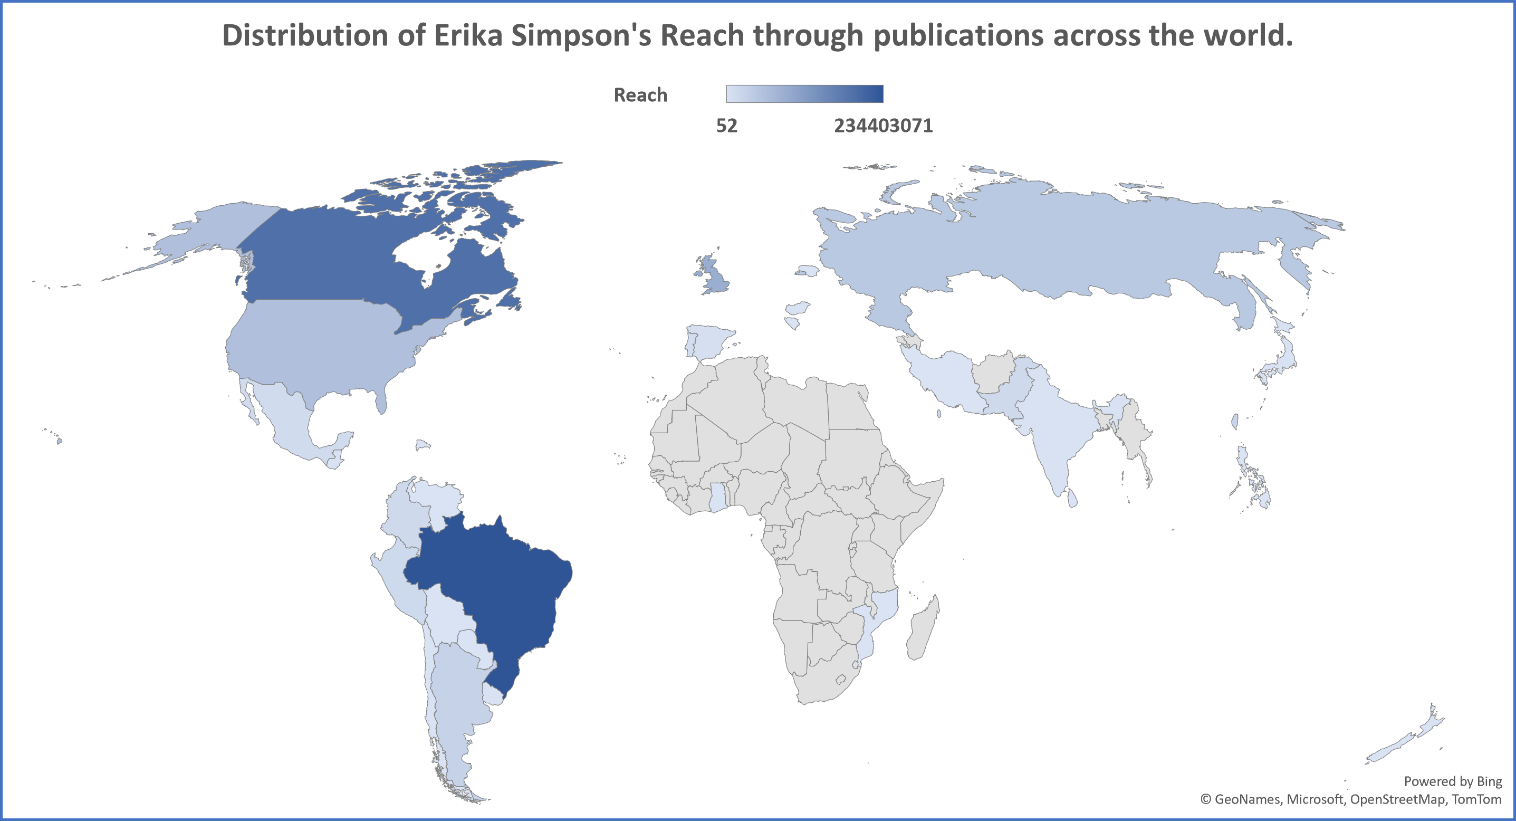 Distribution of Erika Simpson's Reach through publications across the world.
Reach
52 234403071
Powered by Bing
© GeoNames, Microsoft, OpenStreetMap, TomTom